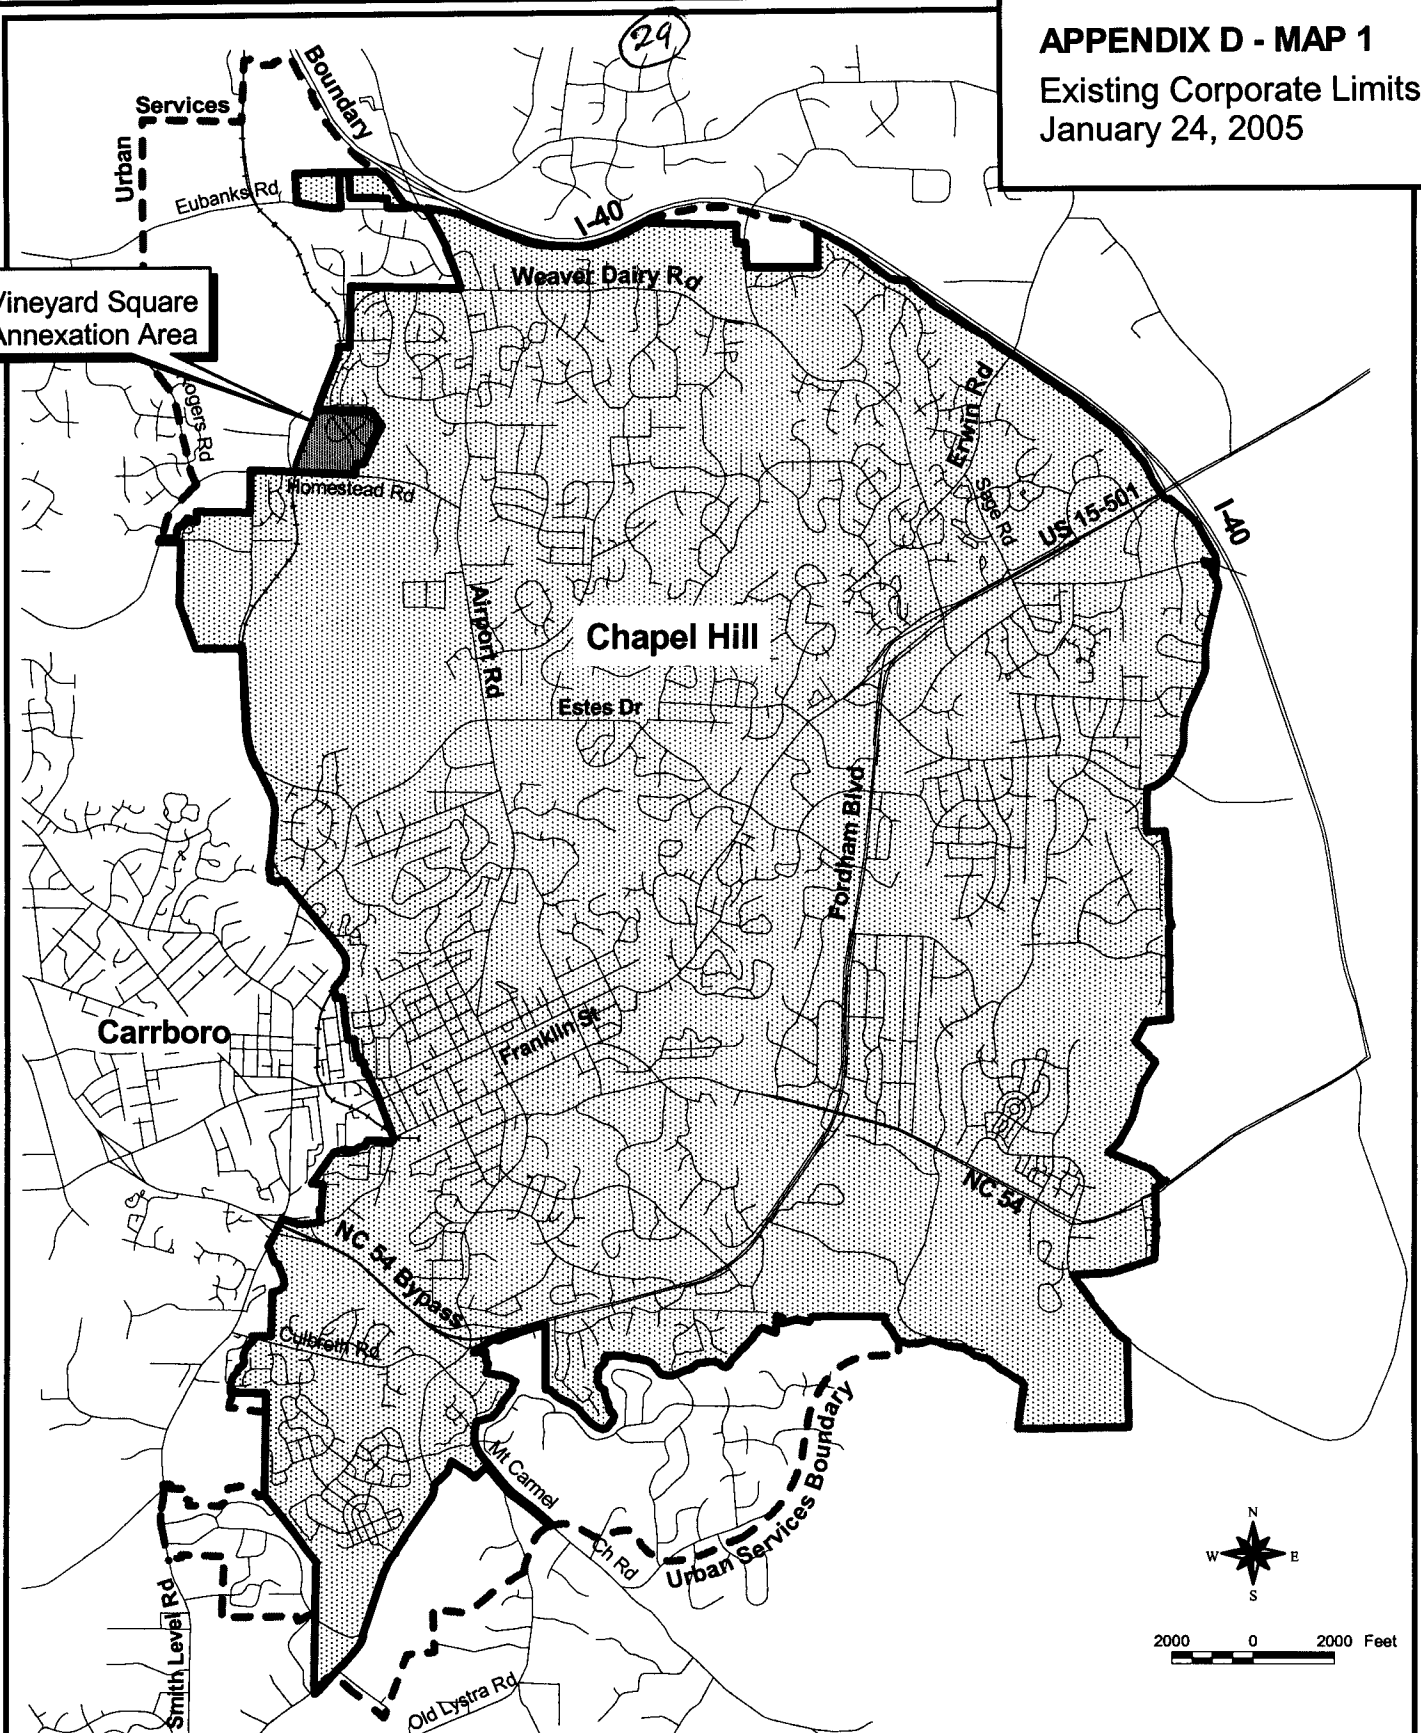 29
APPENDIX D - MAP 1
Existing Corporate Limits
January 24, 2005
Boundary
Services
Urban
Eubanks Rd
I-40
Weaver Dairy Rd
Vineyard Square
Annexation Area
ogers Rd
Erwin Rd
Homestead Rd
Sage Rd
US 15-501
I-40
Airport Rd
Chapel Hill
Estes Dr
Fordham Blvd
Carrboro
Franklin St
NC 54
NC 54 Bypass
Culbreth Rd
Mt Carmel
Ch Rd
Urban Services Boundary
Smith Level Rd
Old Lystra Rd
N
W
E
S
2000 0 2000 Feet